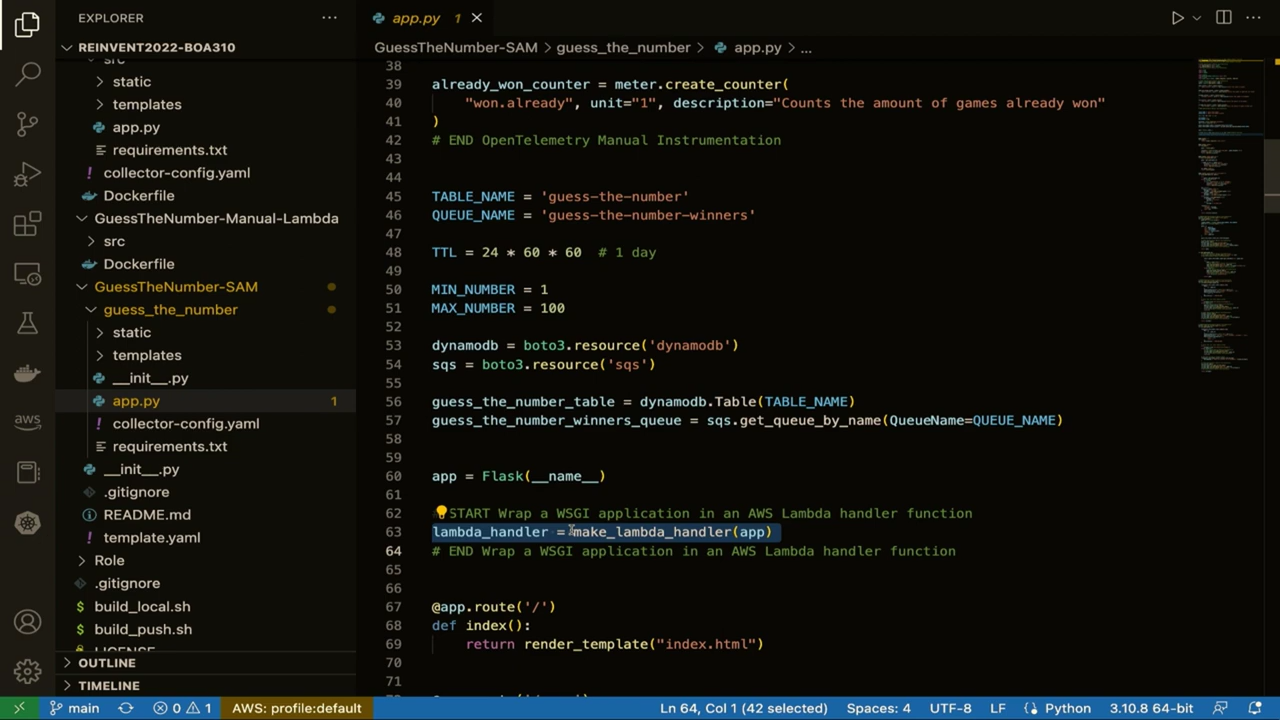 EXPLORER
REINVENT2022-BOA310
src
static
templates
app.py
requirements.txt
collector-config.yaml
Dockerfile
GuessTheNumber-Manual-Lambda
src
Dockerfile
GuessTheNumber-SAM
guess_the_number
static
templates
__init__.py
app.py 1
collector-config.yaml
requirements.txt
__init__.py
.gitignore
README.md
template.yaml
Role
.gitignore
build_local.sh
build_push.sh
LICENSE
OUTLINE
TIMELINE
aws
app.py 1
GuessTheNumber-SAM > guess_the_number > app.py > ...
38
39 already_won_counter = meter.create_counter(
40 "won.already", unit="1", description="Counts the amount of games already won"
41 )
42 # END OpenTelemetry Manual Instrumentation
43
44
45 TABLE_NAME = 'guess-the-number'
46 QUEUE_NAME = 'guess-the-number-winners'
47
48 TTL = 24 * 60 * 60 # 1 day
49
50 MIN_NUMBER = 1
51 MAX_NUMBER = 100
52
53 dynamodb = boto3.resource('dynamodb')
54 sqs = boto3.resource('sqs')
55
56 guess_the_number_table = dynamodb.Table(TABLE_NAME)
57 guess_the_number_winners_queue = sqs.get_queue_by_name(QueueName=QUEUE_NAME)
58
59
60 app = Flask(__name__)
61
62 START Wrap a WSGI application in an AWS Lambda handler function
63 lambda_handler = make_lambda_handler(app)
64 # END Wrap a WSGI application in an AWS Lambda handler function
65
66
67 @app.route('/')
68 def index():
69 return render_template("index.html")
70
71
main 0 1 AWS: profile:default Ln 64, Col 1 (42 selected) Spaces: 4 UTF-8 LF Python 3.10.8 64-bit